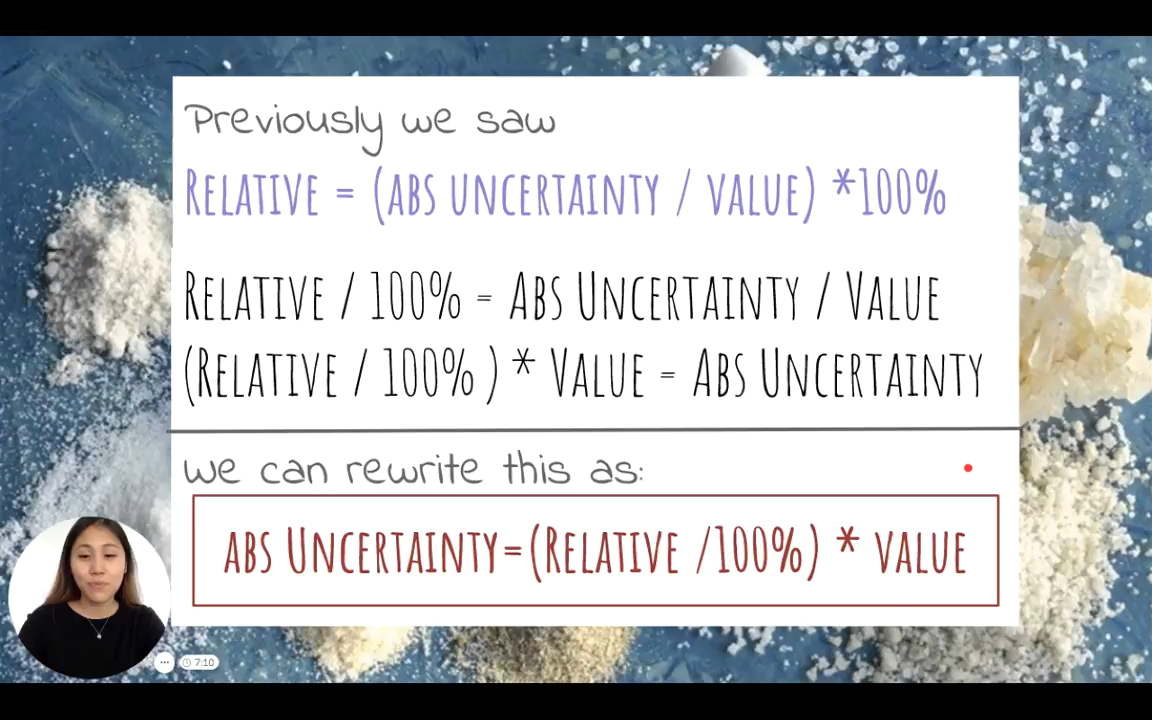 Previously we saw
Relative = (abs uncertainty / value) *100%
Relative / 100% = Abs Uncertainty / Value
(Relative / 100% ) * Value = Abs Uncertainty
We can rewrite this as:
abs Uncertainty=(Relative /100%) * value
7:10